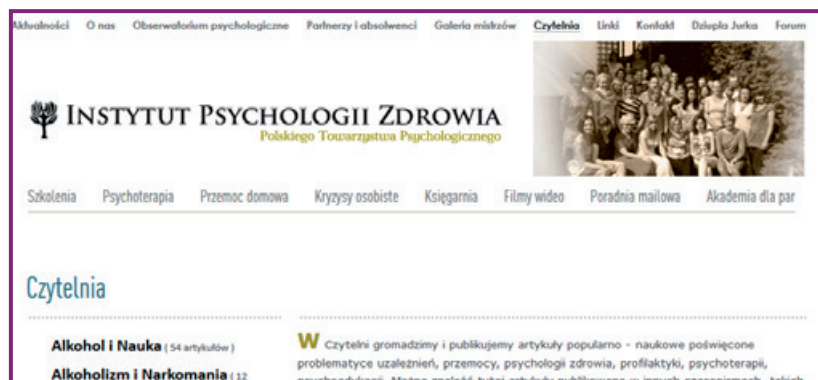 Aktualności O nas Obserwatorium psychologiczne Partnerzy i absolwenci Galeria mistrzów Czytelnia Linki Kontakt Dziupla Jurka Forum
INSTYTUT PSYCHOLOGII ZDROWIA
Polskiego Towarzystwa Psychologicznego
Szkolenia Psychoterapia Przemoc domowa Kryzysy osobiste Księgarnia Filmy wideo Poradnia mailowa Akademia dla par
Czytelnia
Alkohol i Nauka ( 54 artykułów )
Alkoholizm i Narkomania ( 12
W Czytelni gromadzimy i publikujemy artykuły popularno - naukowe poświęcone
problematyce uzależnień, przemocy, psychologii zdrowia, profilaktyki, psychoterapii,